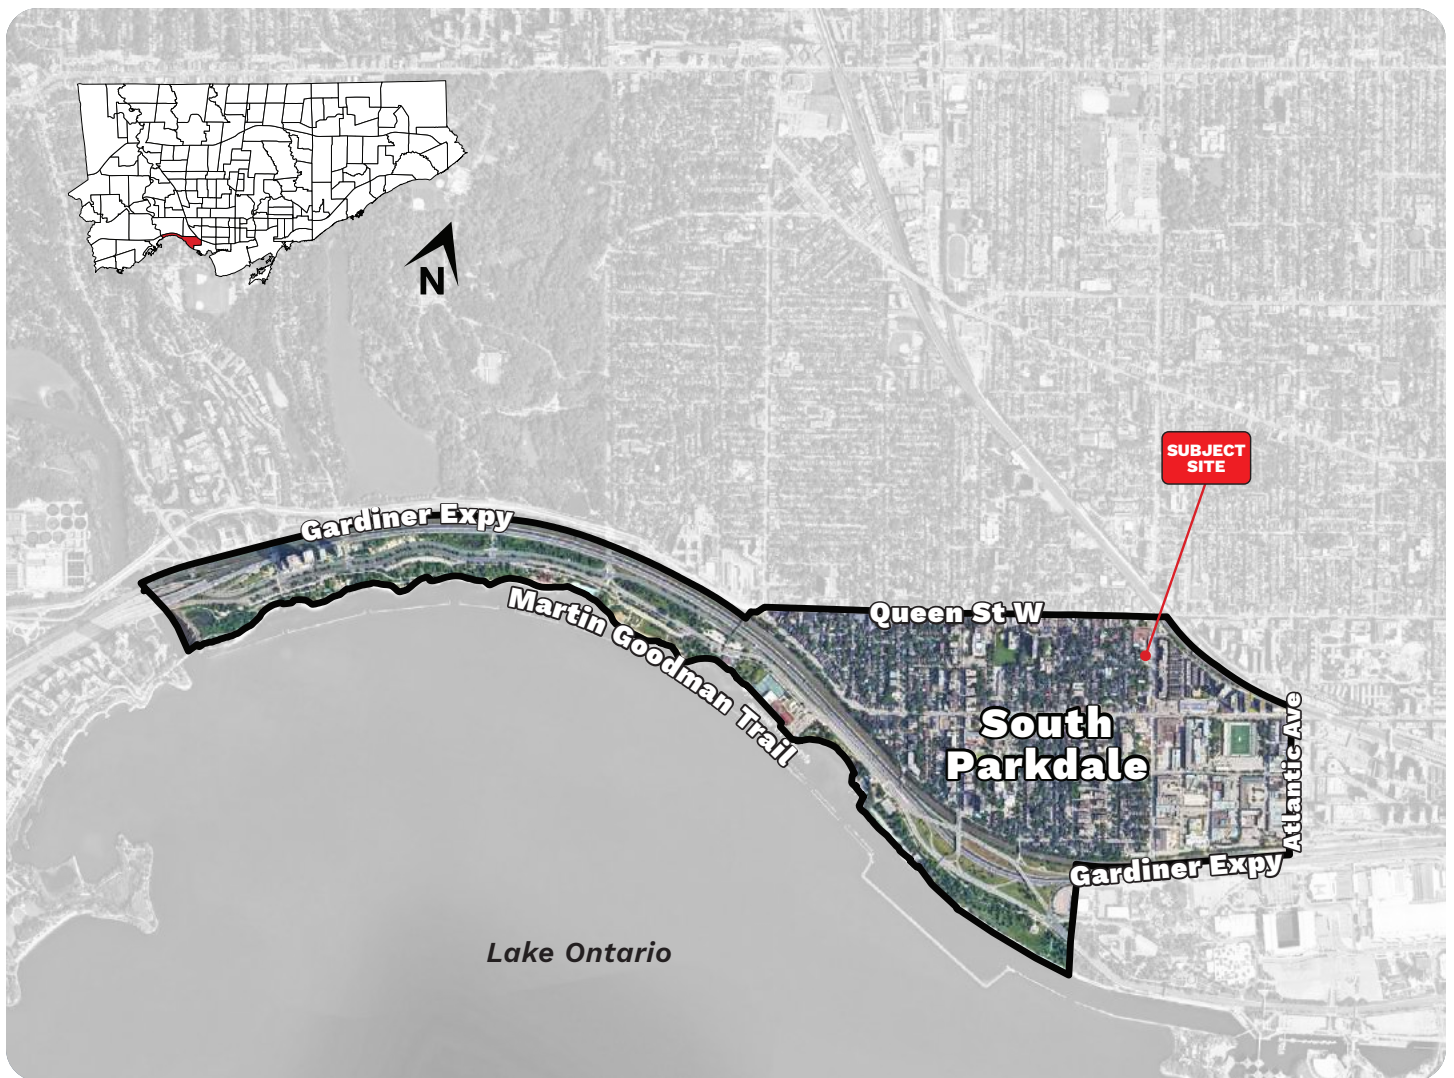 N
SUBJECT
SITE
Gardiner Expy
Queen St W
Martin Goodman Trail
South
Parkdale
Atlantic Ave
Gardiner Expy
Lake Ontario